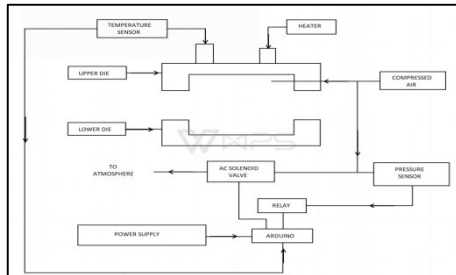 TEMPERATURE
SENSOR
HEATER
UPPER DIE
COMPRESSED
AIR
LOWER DIE
WMPS
TO
ATMOSPHERE
AC SOLENOID
VALVE
PRESSURE
SENSOR
RELAY
POWER SUPPLY
ARDUINO